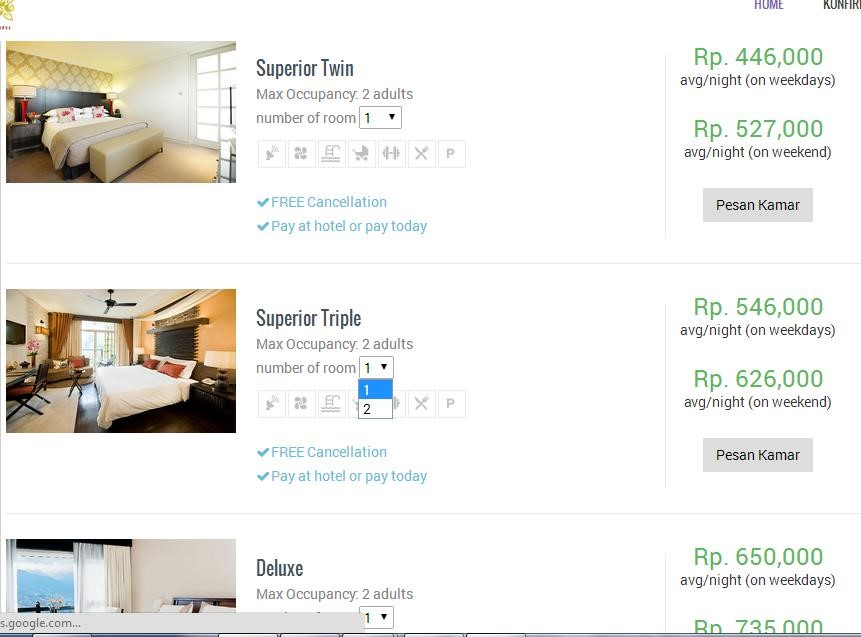 HOME
Superior Twin
Max Occupancy: 2 adults
number of room 1
P
FREE Cancellation
Pay at hotel or pay today
Rp. 446,000
avg/night (on weekdays)
Rp. 527,000
avg/night (on weekend)
Pesan Kamar
Superior Triple
Max Occupancy: 2 adults
number of room 1
1
2
P
FREE Cancellation
Pay at hotel or pay today
Rp. 546,000
avg/night (on weekdays)
Rp. 626,000
avg/night (on weekend)
Pesan Kamar
Deluxe
Max Occupancy: 2 adults
1
Rp. 650,000
avg/night (on weekdays)
Rp. 735,000
s.google.com...